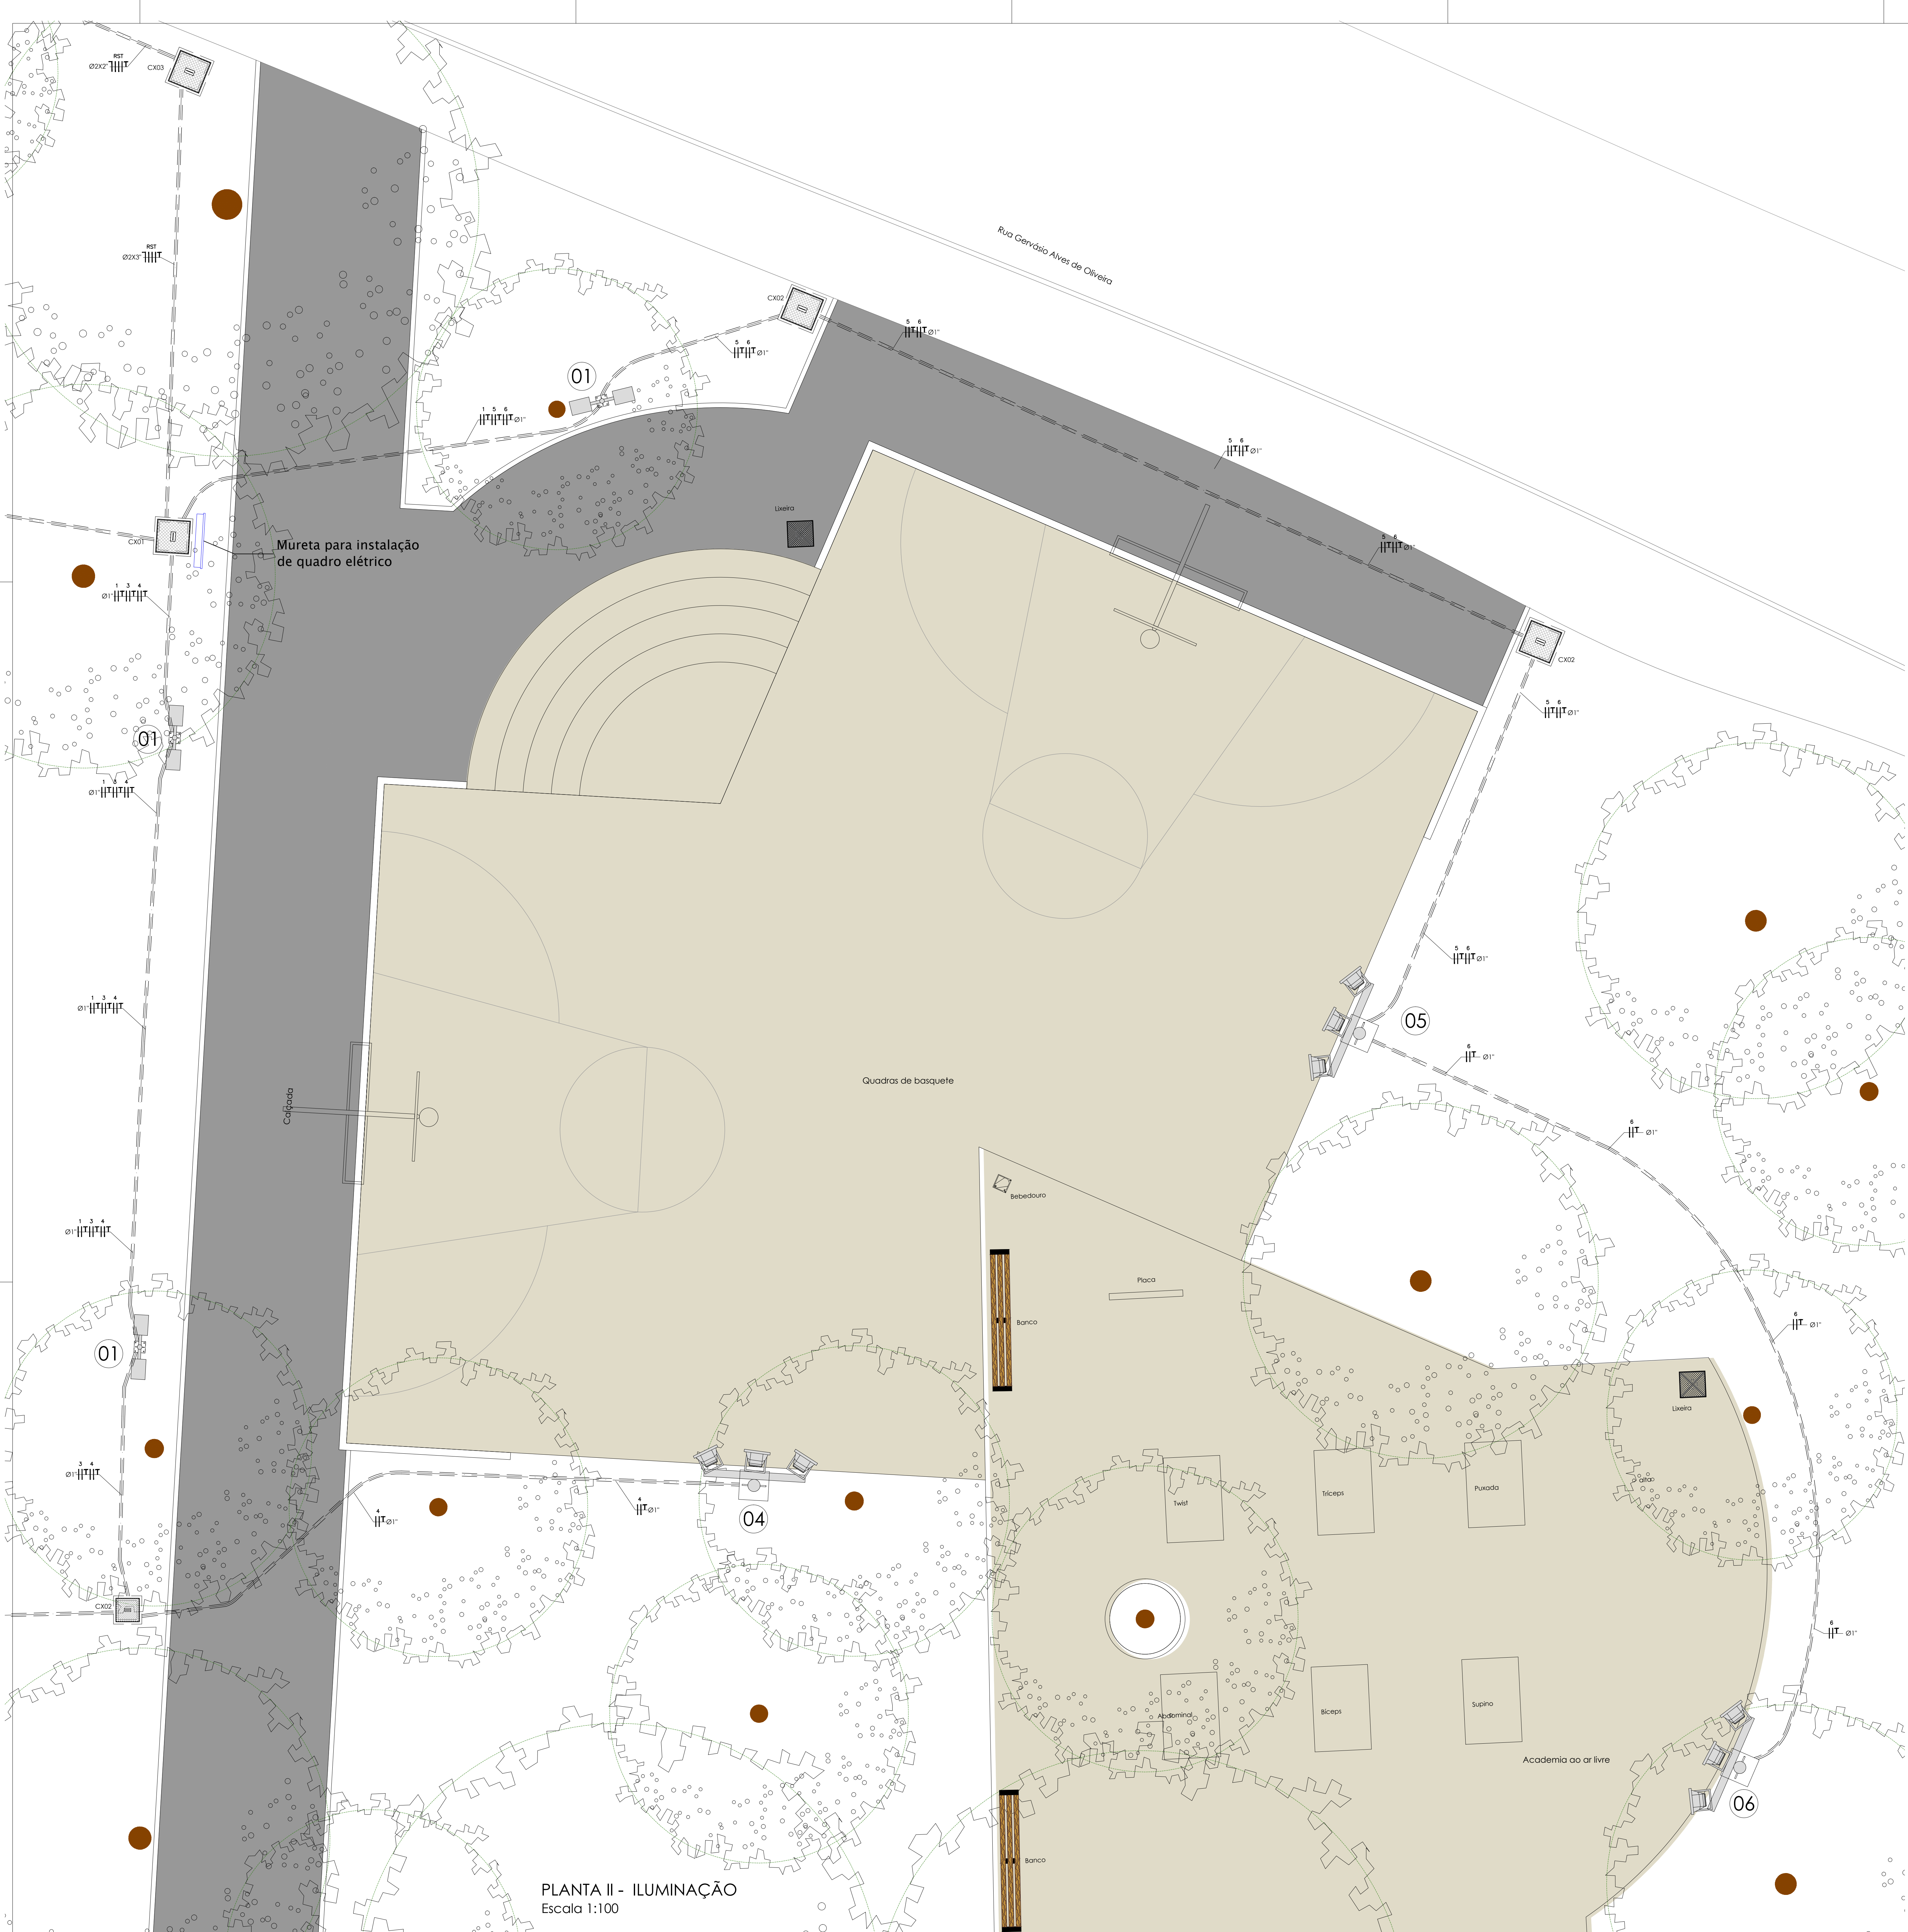 RST
Ø2X2"
T
CX03
RST
Ø2X3"
T
Rua Gervásio Alves de Oliveira
CX02
5 6
T T Ø1"
5 6
T T Ø1"
01
1 5 6
T T T Ø1"
5 6
T T Ø1"
Lixeira
CX01
Mureta para instalação
de quadro elétrico
5 6
T T Ø1"
1 3 4
Ø1" T T T
CX02
5 6
T T Ø1"
01
1 3 4
Ø1" T T T
5 6
T T Ø1"
1 3 4
Ø1" T T T
05
6
T Ø1"
Quadras de basquete
Calçada
6
T Ø1"
Bebedouro
1 3 4
Ø1" T T T
Placa
Banco
6
T Ø1"
01
Lixeira
3 4
Ø1" T T
alta
Twist
Tríceps
Puxada
4
T Ø1"
4
T Ø1"
04
CX02
6
T Ø1"
Abdominal
Bíceps
Supino
Academia ao ar livre
06
Banco
PLANTA II - ILUMINAÇÃO
Escala 1:100